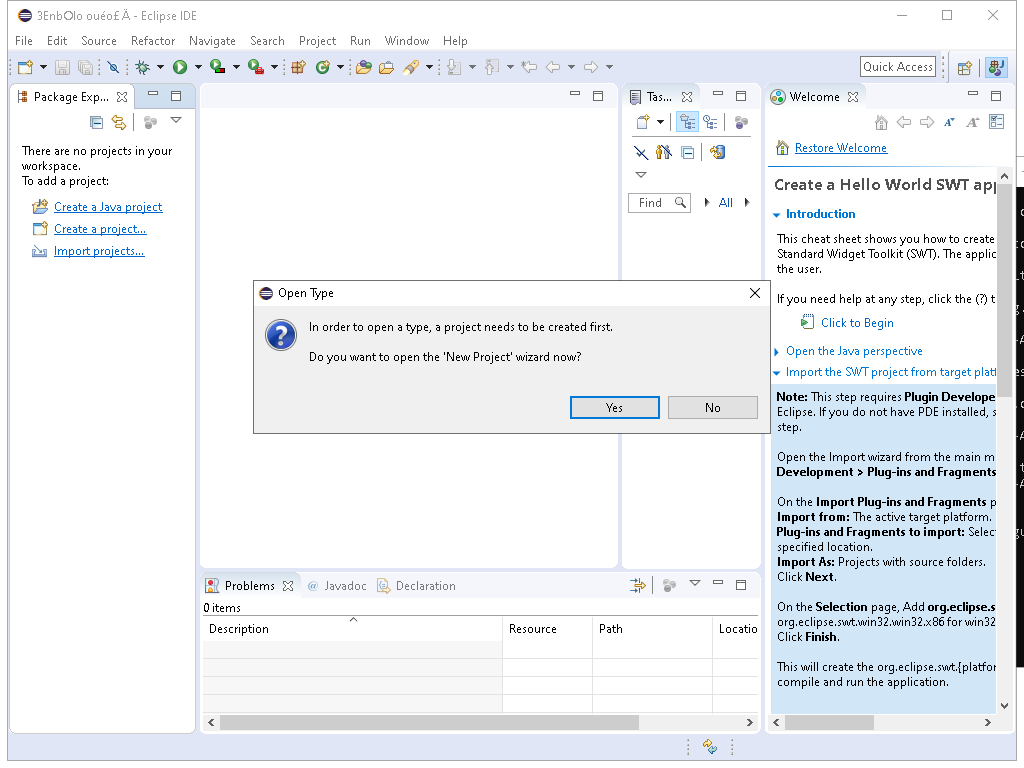 3EnbOlo ouéo£Ä - Eclipse IDE
File Edit Source Refactor Navigate Search Project Run Window Help
Quick Access
Package Exp...
There are no projects in your
workspace.
To add a project:
Create a Java project
Create a project...
Import projects...
Tas...
Find
All
Welcome
Restore Welcome
Create a Hello World SWT app
Introduction
This cheat sheet shows you how to create
Standard Widget Toolkit (SWT). The applic
the user.
If you need help at any step, click the (?) t
Click to Begin
Open the Java perspective
Import the SWT project from target platf
Note: This step requires Plugin Develope
Eclipse. If you do not have PDE installed, s
step.
Open the Import wizard from the main m
Development > Plug-ins and Fragments
On the Import Plug-ins and Fragments p
Import from: The active target platform.
Plug-ins and Fragments to import: Selec
specified location.
Import As: Projects with source folders.
Click Next.
On the Selection page, Add org.eclipse.s
org.eclipse.swt.win32.win32.x86 for win32
Click Finish.
This will create the org.eclipse.swt.{platfor
compile and run the application.
Open Type
In order to open a type, a project needs to be created first.
Do you want to open the 'New Project' wizard now?
Yes No
Problems @ Javadoc Declaration
0 items
Description Resource Path Locatio